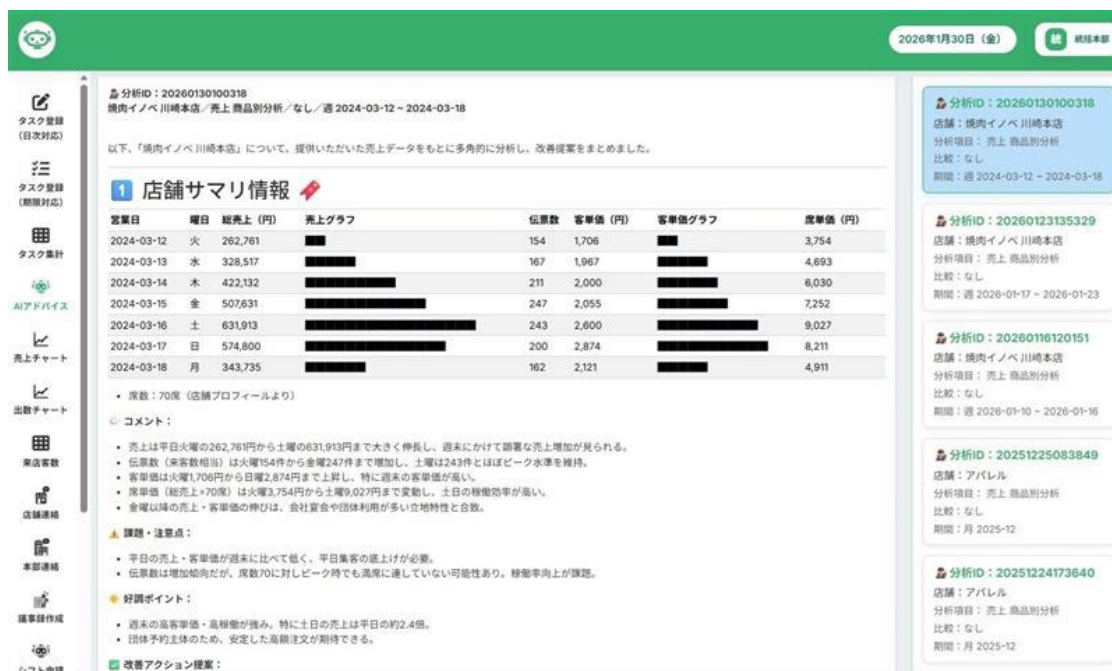 2026年1月30日（金）
統
統括本部
タスク登録
（日次対応）
タスク登録
（期限対応）
タスク集計
AIアドバイス
売上チャート
出数チャート
来店客数
店舗連絡
本部連絡
議事録作成
分析ID：20260130100318
焼肉イノベ 川崎本店／売上 商品別分析／なし／週 2024-03-12 ~ 2024-03-18
以下、「焼肉イノベ 川崎本店」について、提供いただいた売上データをもとに多角的に分析し、改善提案をまとめました。
1 店舗サマリ情報
営業日 曜日 総売上（円） 売上グラフ 伝票数 客単価（円） 客単価グラフ 席単価（円）
2024-03-12 火 262,761 154 1,706 3,754
2024-03-13 水 328,517 167 1,967 4,693
2024-03-14 木 422,132 211 2,000 6,030
2024-03-15 金 507,631 247 2,055 7,252
2024-03-16 土 631,913 243 2,600 9,027
2024-03-17 日 574,800 200 2,874 8,211
2024-03-18 月 343,735 162 2,121 4,911
• 席数：70席（店舗プロフィールより）
コメント：
• 売上は平日火曜の262,761円から土曜の631,913円まで大きく伸長し、週末にかけて顕著な売上増加が見られる。
• 伝票数（来客数相当）は火曜154件から金曜247件まで増加し、土曜は243件とほぼピーク水準を維持。
• 客単価は火曜1,706円から日曜2,874円まで上昇し、特に週末の客単価が高い。
• 席単価（総売上÷70席）は火曜3,754円から土曜9,027円まで変動し、土日の稼働効率が高い。
• 金曜以降の売上・客単価の伸びは、会社宴会や団体利用が多い立地特性と合致。
課題・注意点：
• 平日の売上・客単価が週末に比べて低く、平日集客の底上げが必要。
• 伝票数は増加傾向だが、席数70に対しピーク時でも満席に達していない可能性あり。稼働率向上が課題。
好調ポイント：
• 週末の高客単価・高稼働が強み。特に土日の売上は平日の約2.4倍。
• 団体予約主体のため、安定した高額注文が期待できる。
改善アクション提案：
分析ID：20260130100318
店舗：焼肉イノベ 川崎本店
分析項目： 売上 商品別分析
比較：なし
期間：週 2024-03-12 ~ 2024-03-18
分析ID：20260123135329
店舗：焼肉イノベ 川崎本店
分析項目： 売上 商品別分析
比較：なし
期間：週 2026-01-17 ~ 2026-01-23
分析ID：20260116120151
店舗：焼肉イノベ 川崎本店
分析項目： 売上 商品別分析
比較：なし
期間：週 2026-01-10 ~ 2026-01-16
分析ID：20251225083849
店舗：アパレル
分析項目： 売上 商品別分析
比較：なし
期間：月 2025-12
分析ID：20251224173640
店舗：アパレル
分析項目： 売上 商品別分析
比較：なし
期間：月 2025-12